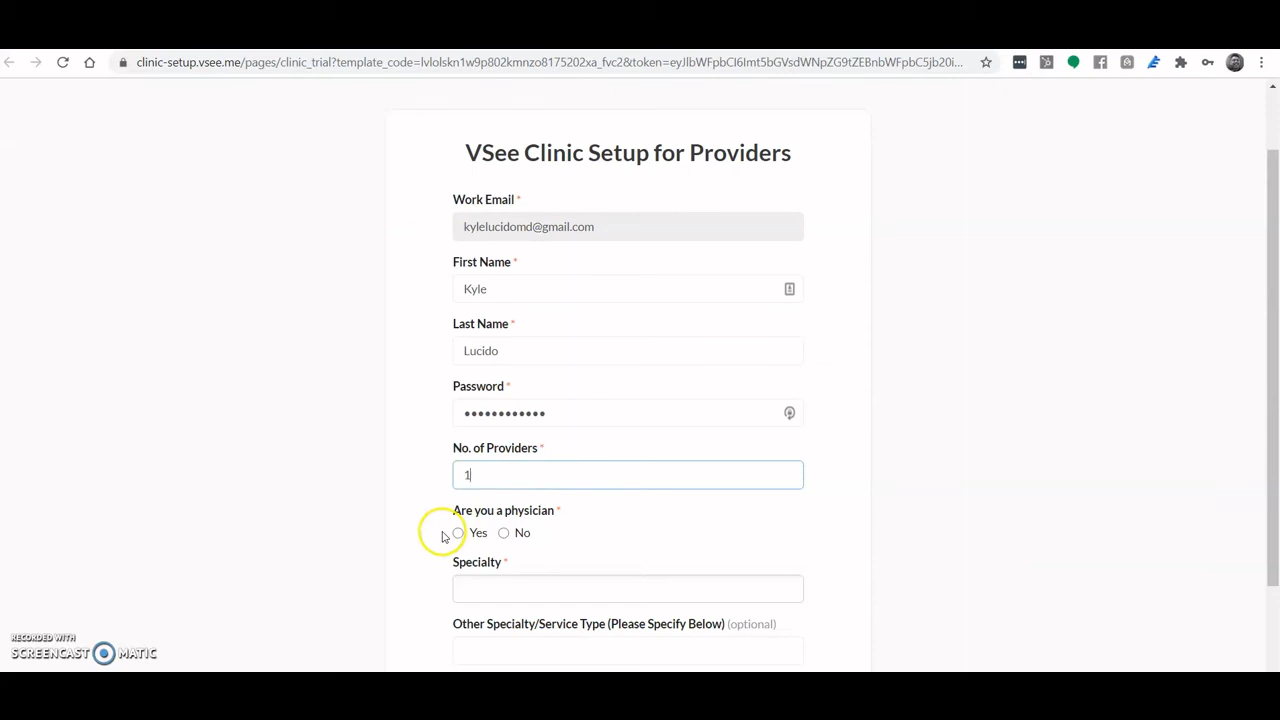 clinic-setup.vsee.me/pages/clinic_trial?template_code=lvlolskn1w9p802kmnzo8175202xa_fvc2&token=eyJlbWFpbCI6Imt5bGVsdWNpZG9tZEBnbWFpbC5jb20i...
VSee Clinic Setup for Providers
Work Email *
kylelucidomd@gmail.com
First Name *
Kyle
Last Name *
Lucido
Password *
••••••••••••
No. of Providers *
1
Are you a physician *
Yes No
Specialty *
Other Specialty/Service Type (Please Specify Below) (optional)
RECORDED WITH
SCREENCAST MATIC